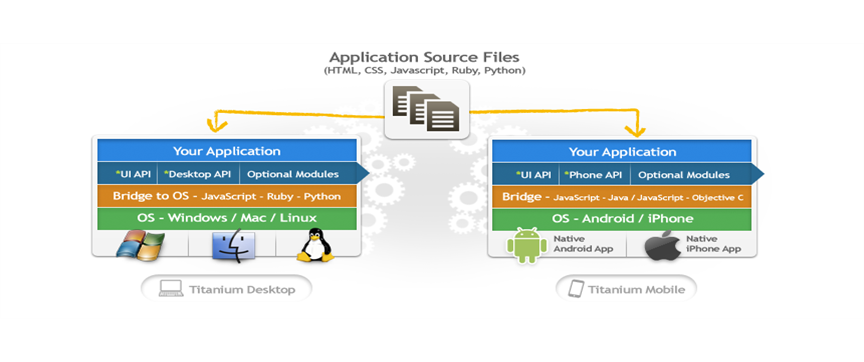 Application Source Files
(HTML, CSS, Javascript, Ruby, Python)
Your Application
*UI API *Desktop API Optional Modules
Bridge to OS - JavaScript - Ruby - Python
OS - Windows / Mac / Linux
Titanium Desktop
Your Application
*UI API *Phone API Optional Modules
Bridge - JavaScript - Java / JavaScript - Objective C
OS - Android / iPhone
Native
Android App
Native
iPhone App
Titanium Mobile